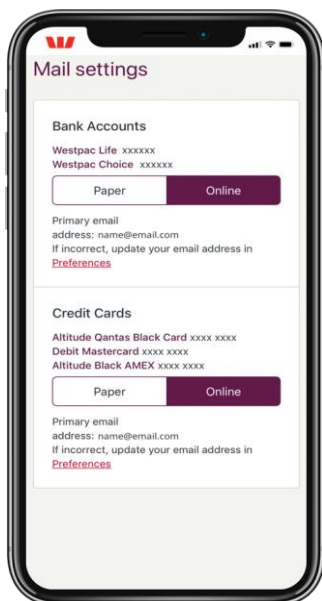 Mail settings
Bank Accounts
Westpac Life xxxxxx
Westpac Choice xxxxxx
Paper
Online
Primary email
address: name@email.com
If incorrect, update your email address in
Preferences
Credit Cards
Altitude Qantas Black Card xxxx xxxx
Debit Mastercard xxxx xxxx
Altitude Black AMEX xxxx xxxx
Paper
Online
Primary email
address: name@email.com
If incorrect, update your email address in
Preferences